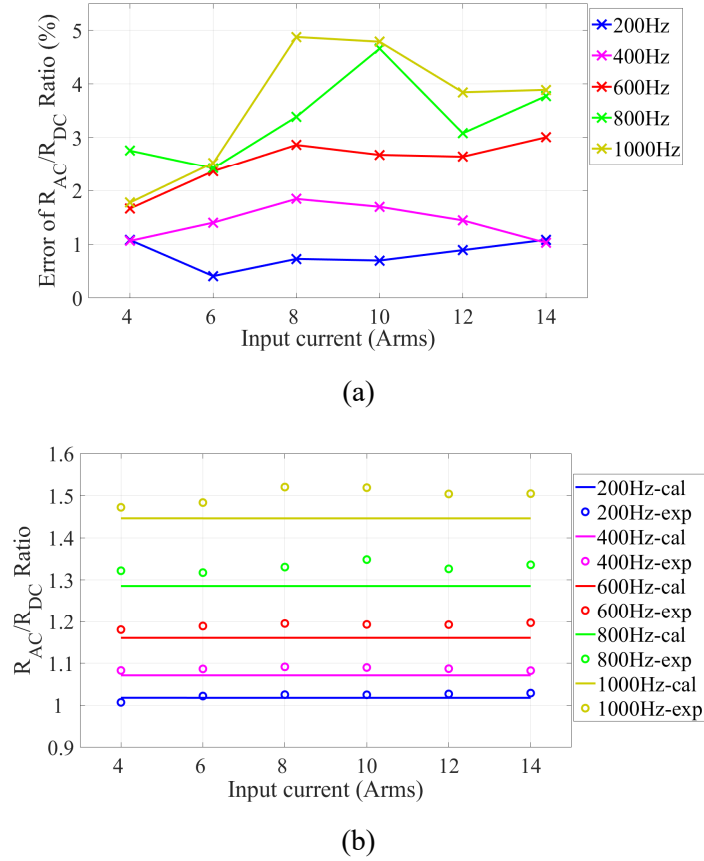 Error of R_AC/R_DC Ratio (%)
5
4
3
2
1
0
4 6 8 10 12 14
Input current (Arms)
200Hz
400Hz
600Hz
800Hz
1000Hz
(a)
R_AC/R_DC Ratio
1.6
1.5
1.4
1.3
1.2
1.1
1
0.9
4 6 8 10 12 14
Input current (Arms)
200Hz-cal
200Hz-exp
400Hz-cal
400Hz-exp
600Hz-cal
600Hz-exp
800Hz-cal
800Hz-exp
1000Hz-cal
1000Hz-exp
(b)